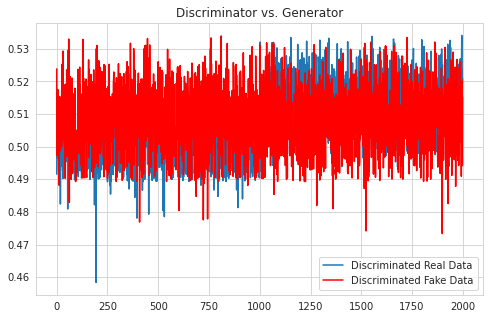 Discriminator vs. Generator
0.53
0.52
0.51
0.50
0.49
0.48
0.47
0.46
0 250 500 750 1000 1250 1500 1750 2000
Discriminated Real Data
Discriminated Fake Data